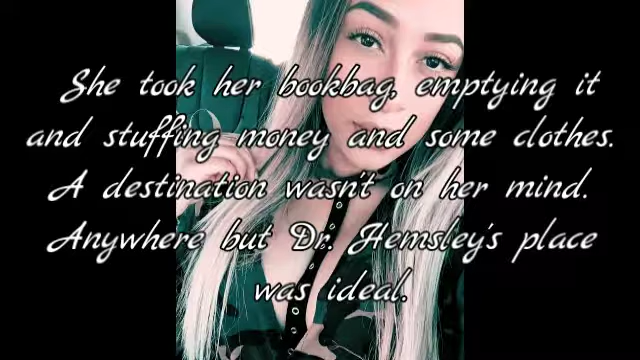 She took her bookbag, emptying it
and stuffing money and some clothes.
A destination wasn't on her mind.
Anywhere but Dr. Hemsley's place
was ideal.